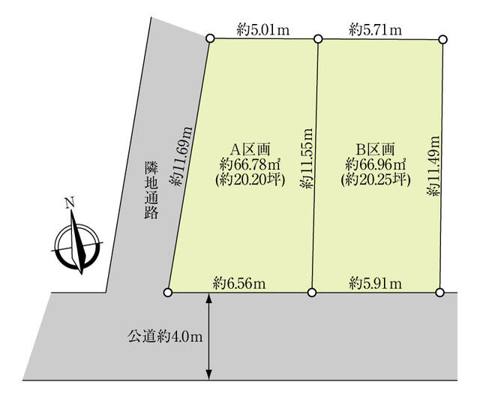 約5.01m
約5.71m
約11.69m
A区画
約66.78㎡
(約20.20坪)
約11.55m
B区画
約66.96㎡
(約20.25坪)
約11.49m
隣地通路
N
約6.56m
約5.91m
公道約4.0m